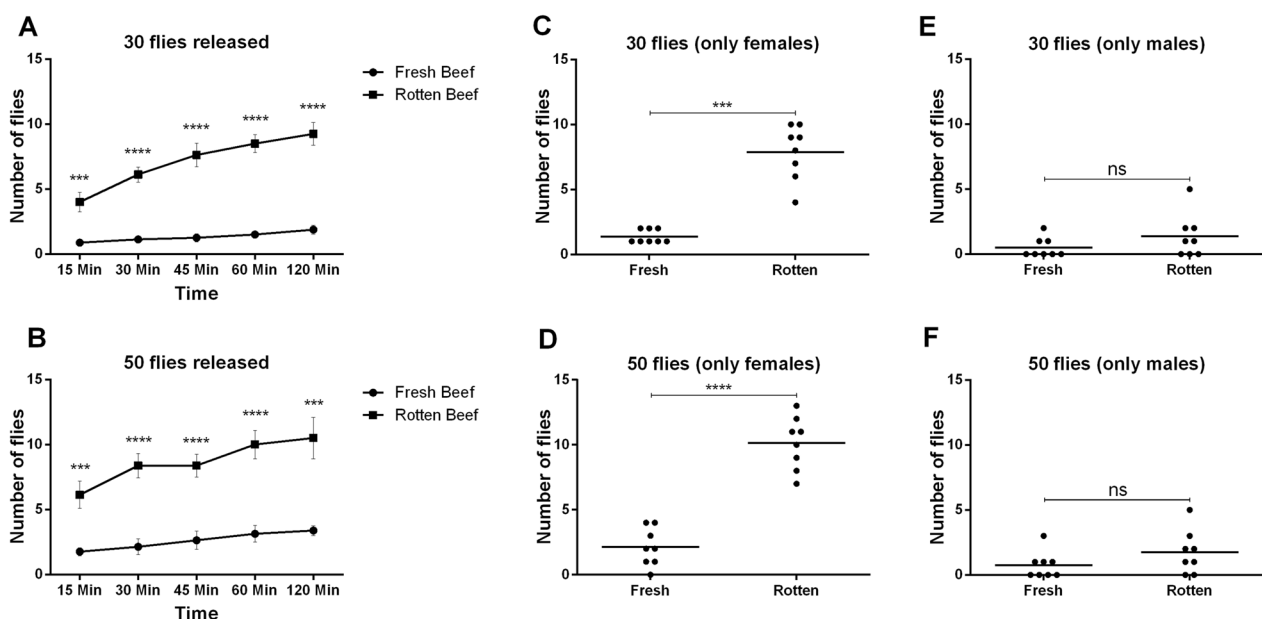 A
30 flies released
Number of flies
15
10
5
0
***
****
****
****
****
15 Min 30 Min 45 Min 60 Min 120 Min
Time
Fresh Beef
Rotten Beef
C
30 flies (only females)
Number of flies
15
10
5
0
***
Fresh Rotten
E
30 flies (only males)
Number of flies
15
10
5
0
ns
Fresh Rotten
B
50 flies released
Number of flies
15
10
5
0
***
****
****
****
***
15 Min 30 Min 45 Min 60 Min 120 Min
Time
Fresh Beef
Rotten Beef
D
50 flies (only females)
Number of flies
15
10
5
0
****
Fresh Rotten
F
50 flies (only males)
Number of flies
15
10
5
0
ns
Fresh Rotten